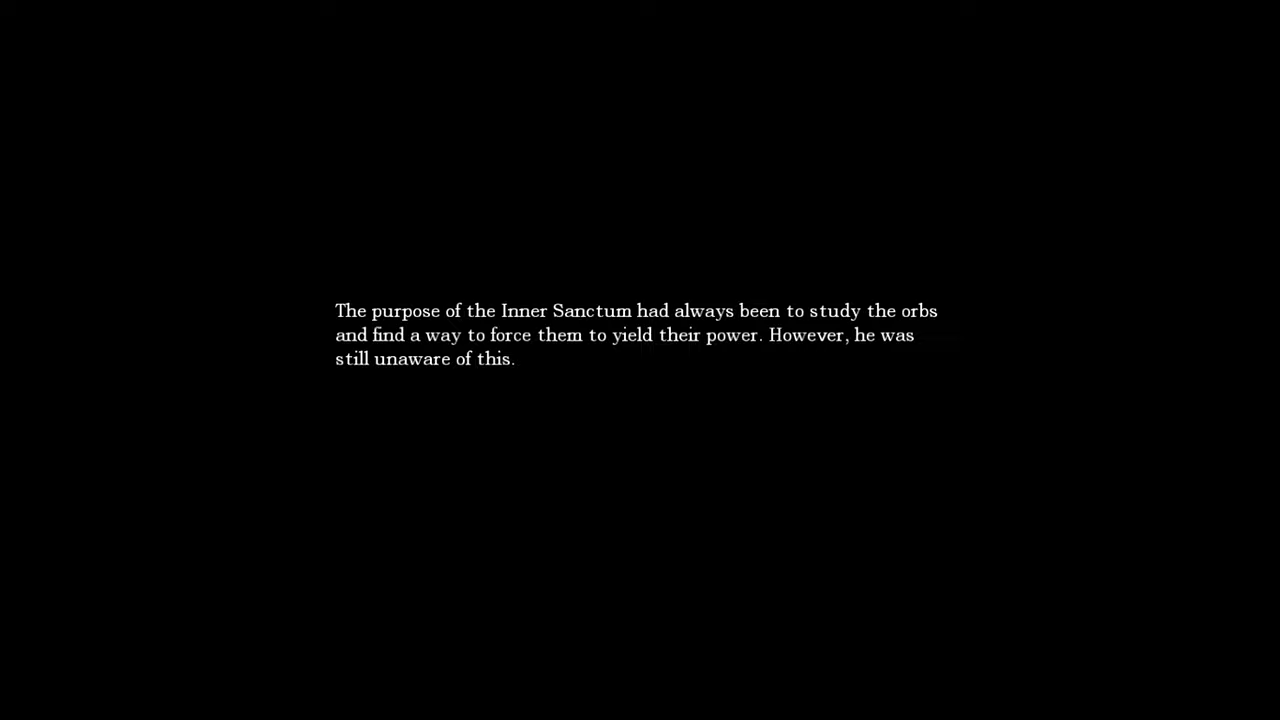 The purpose of the Inner Sanctum had always been to study the orbs
and find a way to force them to yield their power. However, he was
still unaware of this.